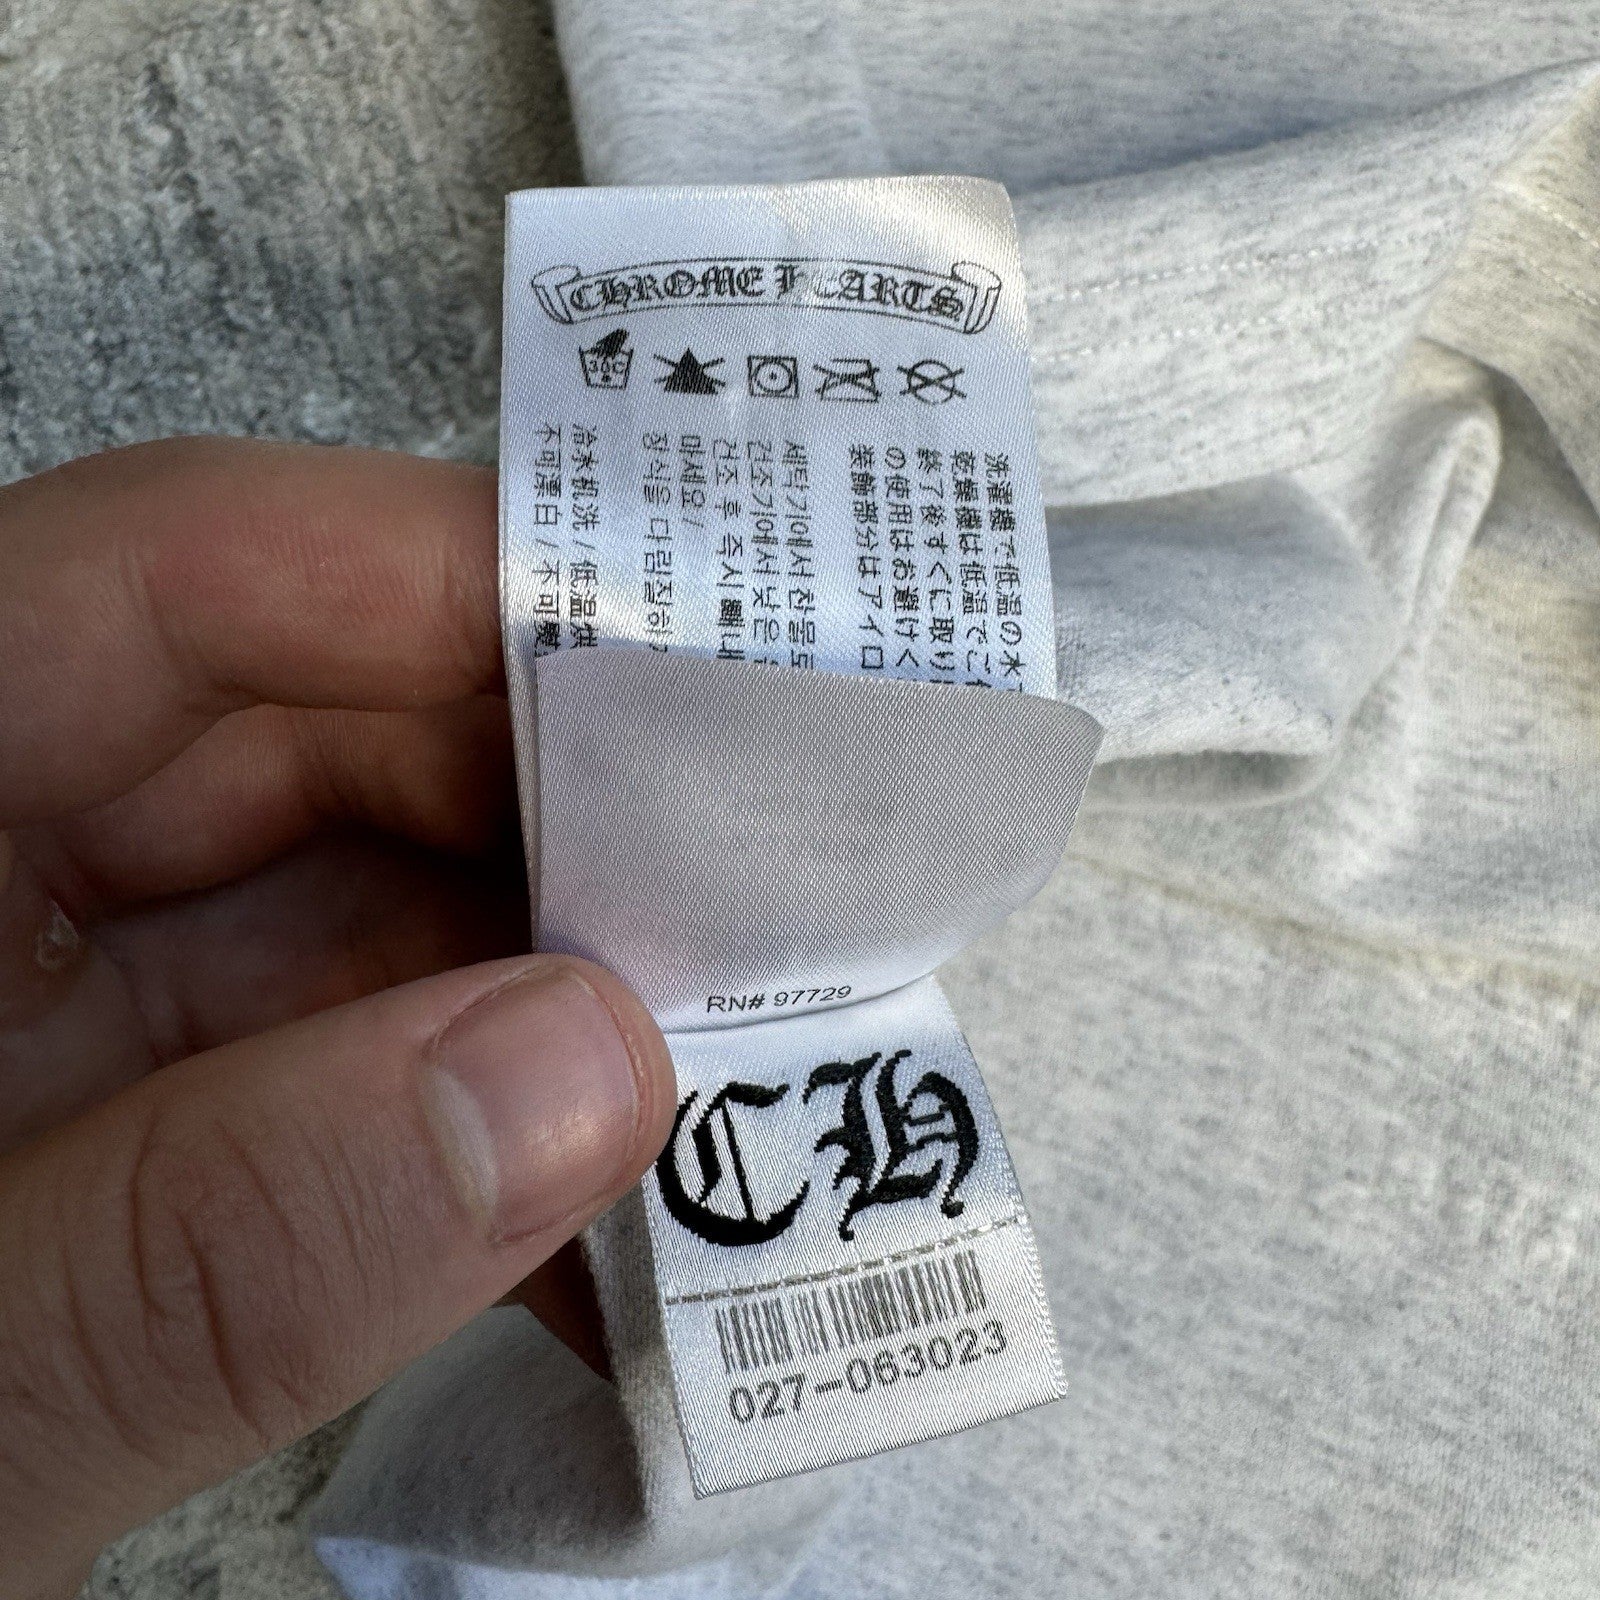 CHROME HEARTS
30C
洗濯機で低温の水
乾燥機は低温でご
終了後すぐに取り
の使用はお避けく
装飾部分はアイロ
세탁기에서 찬물로
건조기에서 낮은
건조 후 즉시 빼내
마세요 /
장식을 다림질하
冷水机洗 / 低温烘
不可漂白 / 不可熨
RN# 97729
CH
027-063023